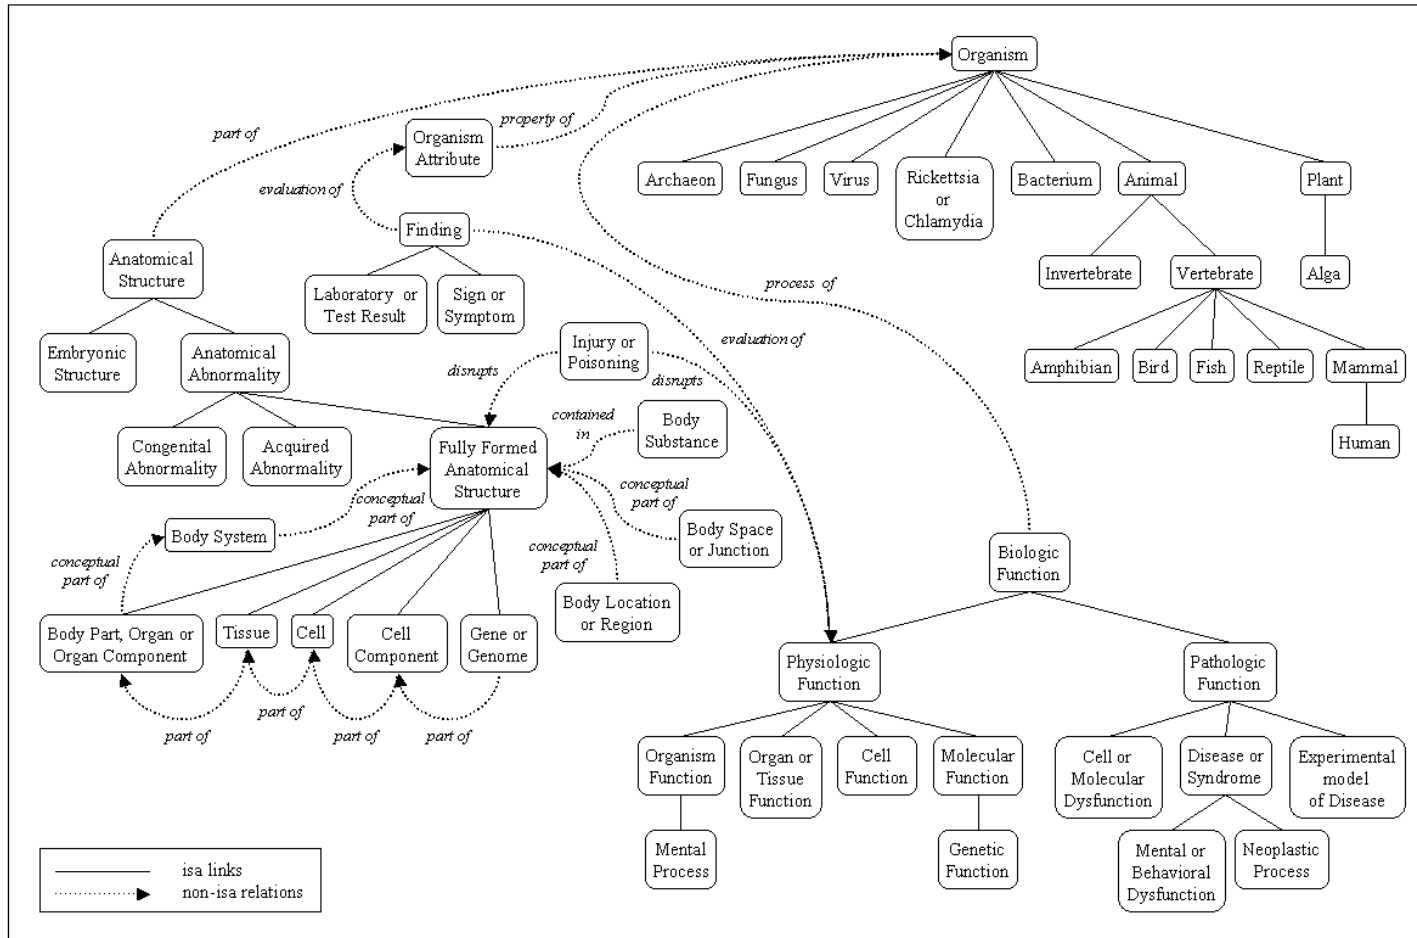 Organism
part of
property of
Organism
Attribute
evaluation of
Archaeon
Fungus
Virus
Rickettsia
or
Chlamydia
Bacterium
Animal
Plant
Finding
Anatomical
Structure
Laboratory or
Test Result
Sign or
Symptom
process of
Invertebrate
Vertebrate
Alga
Embryonic
Structure
Anatomical
Abnormality
Injury or
Poisoning
evaluation of
disrupts
disrupts
Amphibian
Bird
Fish
Reptile
Mammal
Human
Congenital
Abnormality
Acquired
Abnormality
Fully Formed
Anatomical
Structure
contained
in
Body
Substance
conceptual
part of
Body System
conceptual
part of
conceptual
part of
Body Space
or Junction
conceptual
part of
Body Location
or Region
Biologic
Function
Body Part, Organ or
Organ Component
Tissue
Cell
Cell
Component
Gene or
Genome
part of
part of
part of
part of
Physiologic
Function
Pathologic
Function
Organism
Function
Organ or
Tissue
Function
Cell
Function
Molecular
Function
Cell or
Molecular
Dysfunction
Disease or
Syndrome
Experimental
model
of Disease
Mental
Process
Genetic
Function
Mental or
Behavioral
Dysfunction
Neoplastic
Process
isa links
non-isa relations